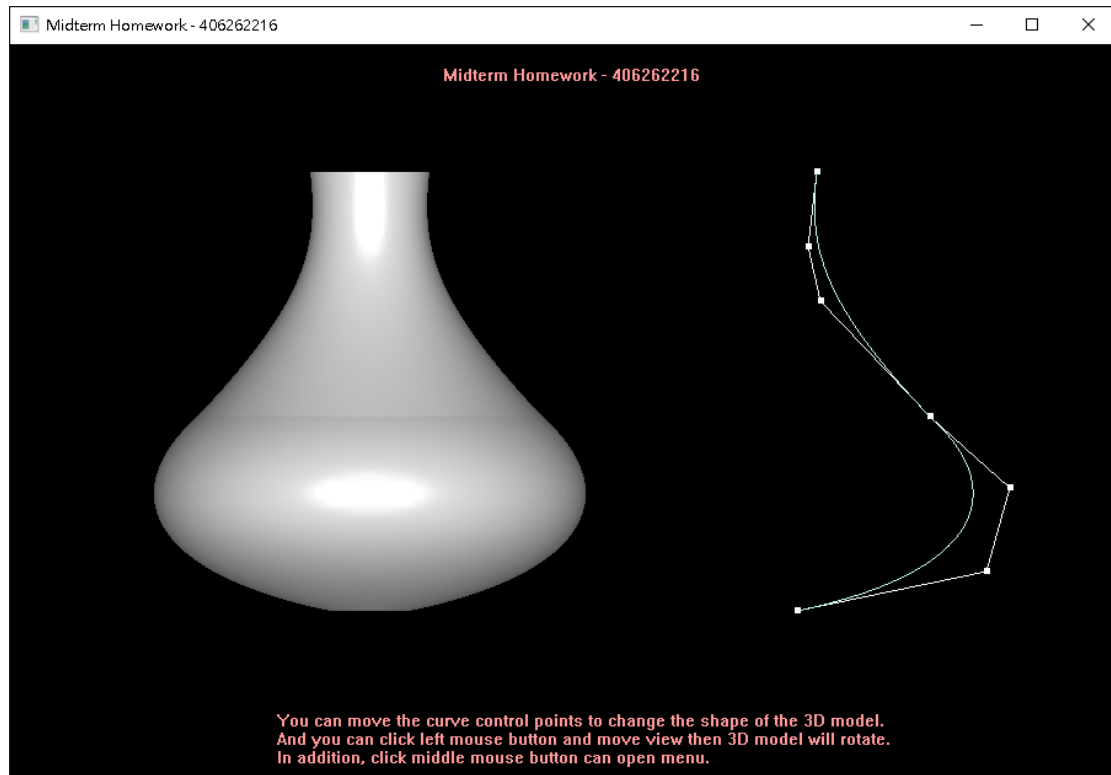 Midterm Homework - 406262216
Midterm Homework - 406262216
You can move the curve control points to change the shape of the 3D model.
And you can click left mouse button and move view then 3D model will rotate.
In addition, click middle mouse button can open menu.